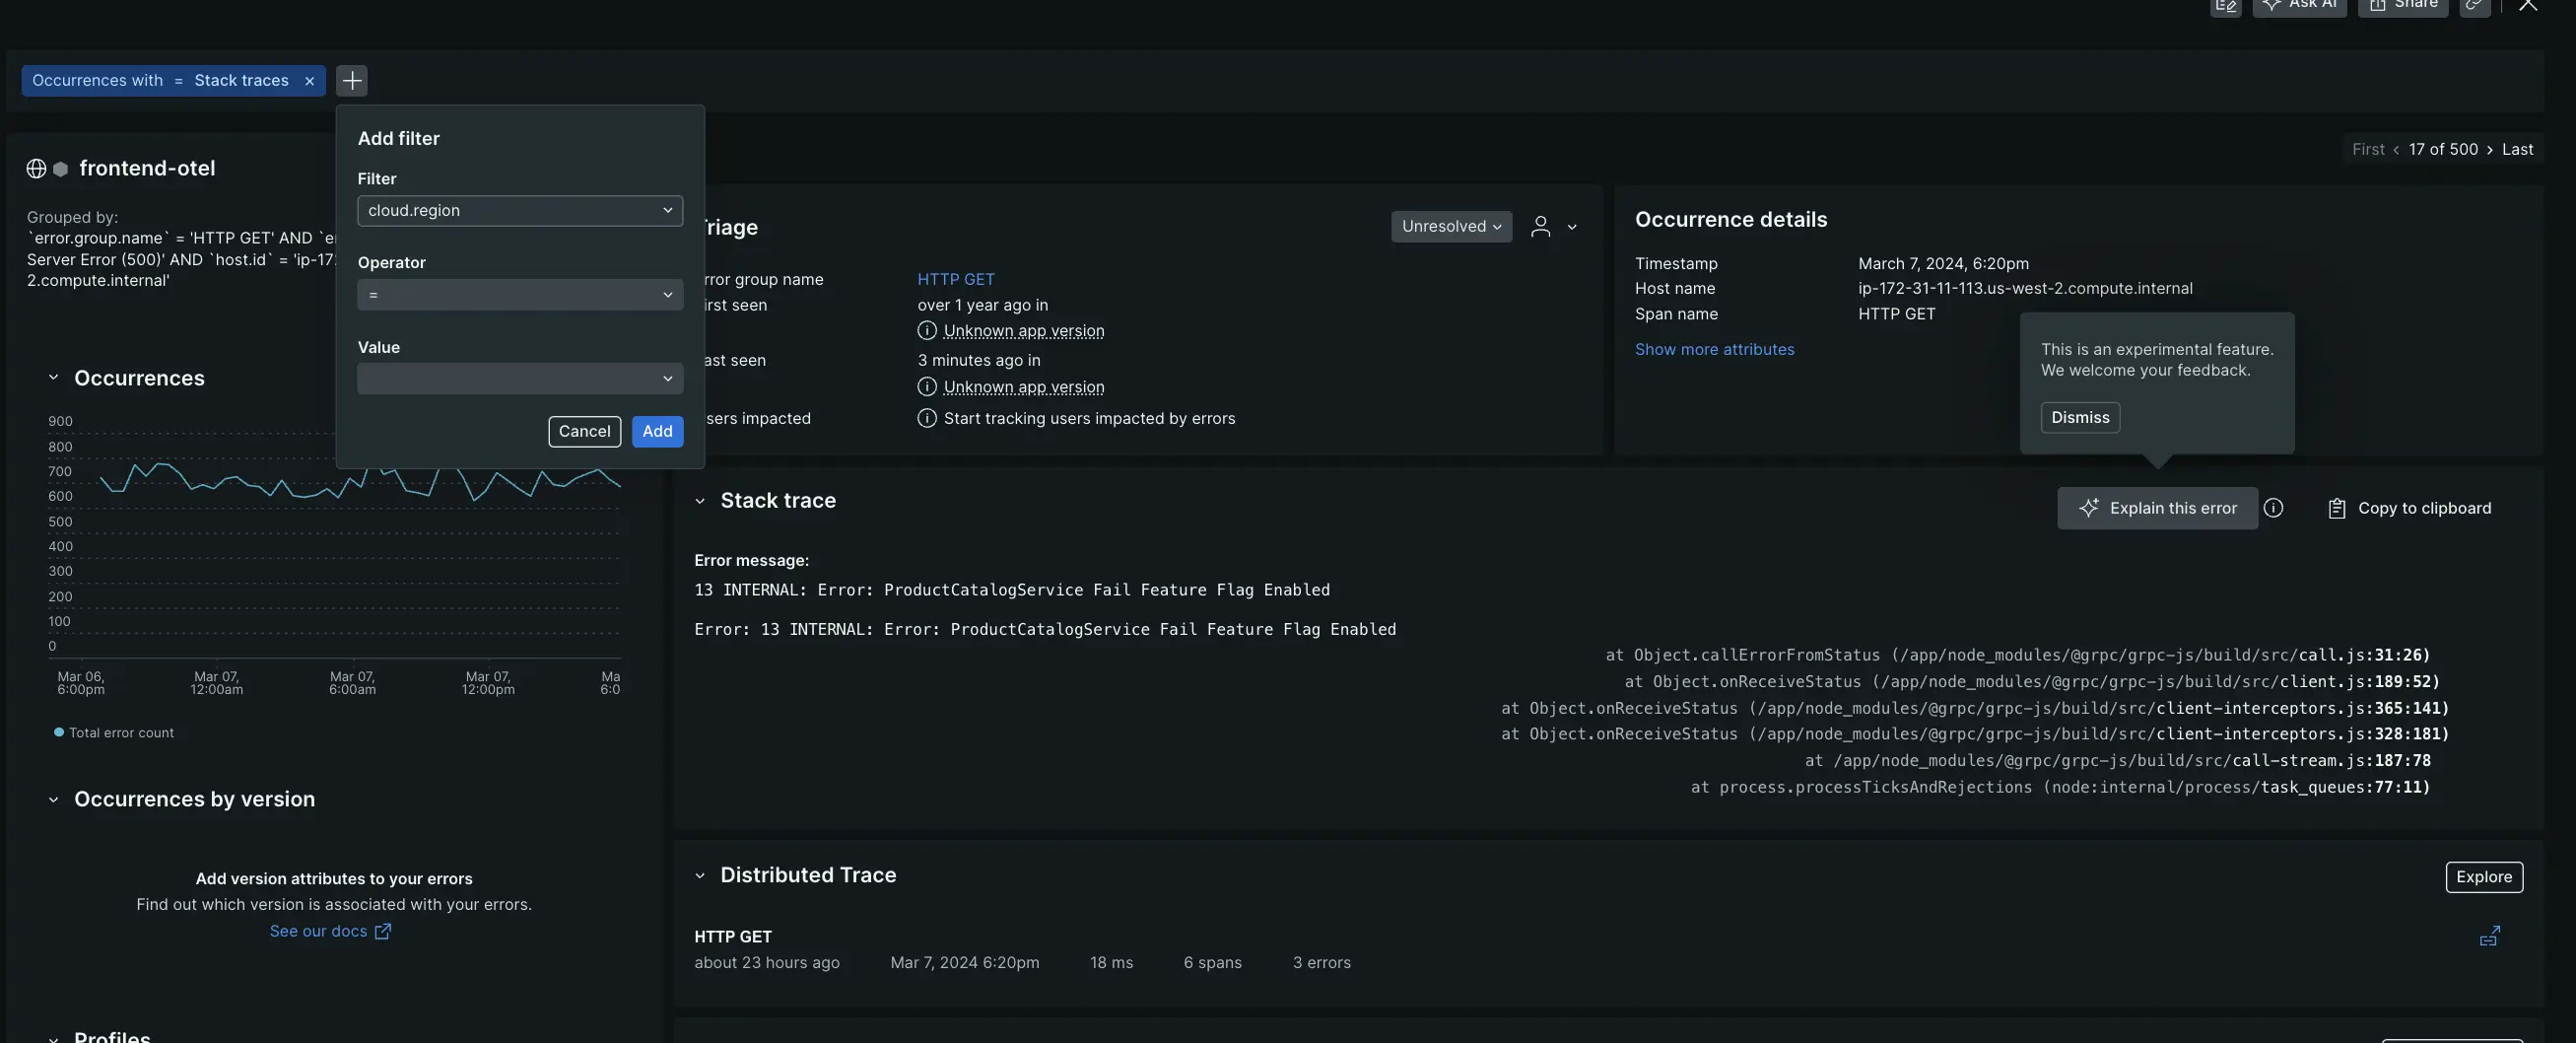 Ask AI
Share
Occurrences with = Stack traces ×
Add filter
Filter
cloud.region
Operator
=
Value
Cancel
Add
First < 17 of 500 > Last
frontend-otel
Grouped by:
`error.group.name` = 'HTTP GET' AND `e
Server Error (500)' AND `host.id` = 'ip-17
2.compute.internal'
Occurrences
900
800
700
600
500
400
300
200
100
0
Mar 06, 6:00pm
Mar 07, 12:00am
Mar 07, 6:00am
Mar 07, 12:00pm
Ma 6:0
Total error count
Occurrences by version
Add version attributes to your errors
Find out which version is associated with your errors.
See our docs
Profiles
Triage
Unresolved
rror group name HTTP GET
irst seen over 1 year ago in
Unknown app version
ast seen 3 minutes ago in
Unknown app version
sers impacted Start tracking users impacted by errors
Occurrence details
Timestamp March 7, 2024, 6:20pm
Host name ip-172-31-11-113.us-west-2.compute.internal
Span name HTTP GET
Show more attributes
This is an experimental feature.
We welcome your feedback.
Dismiss
Stack trace
Explain this error
Copy to clipboard
Error message:
13 INTERNAL: Error: ProductCatalogService Fail Feature Flag Enabled
Error: 13 INTERNAL: Error: ProductCatalogService Fail Feature Flag Enabled
at Object.callErrorFromStatus (/app/node_modules/@grpc/grpc-js/build/src/call.js:31:26)
at Object.onReceiveStatus (/app/node_modules/@grpc/grpc-js/build/src/client.js:189:52)
at Object.onReceiveStatus (/app/node_modules/@grpc/grpc-js/build/src/client-interceptors.js:365:141)
at Object.onReceiveStatus (/app/node_modules/@grpc/grpc-js/build/src/client-interceptors.js:328:181)
at /app/node_modules/@grpc/grpc-js/build/src/call-stream.js:187:78
at process.processTicksAndRejections (node:internal/process/task_queues:77:11)
Distributed Trace
Explore
HTTP GET
about 23 hours ago Mar 7, 2024 6:20pm 18 ms 6 spans 3 errors